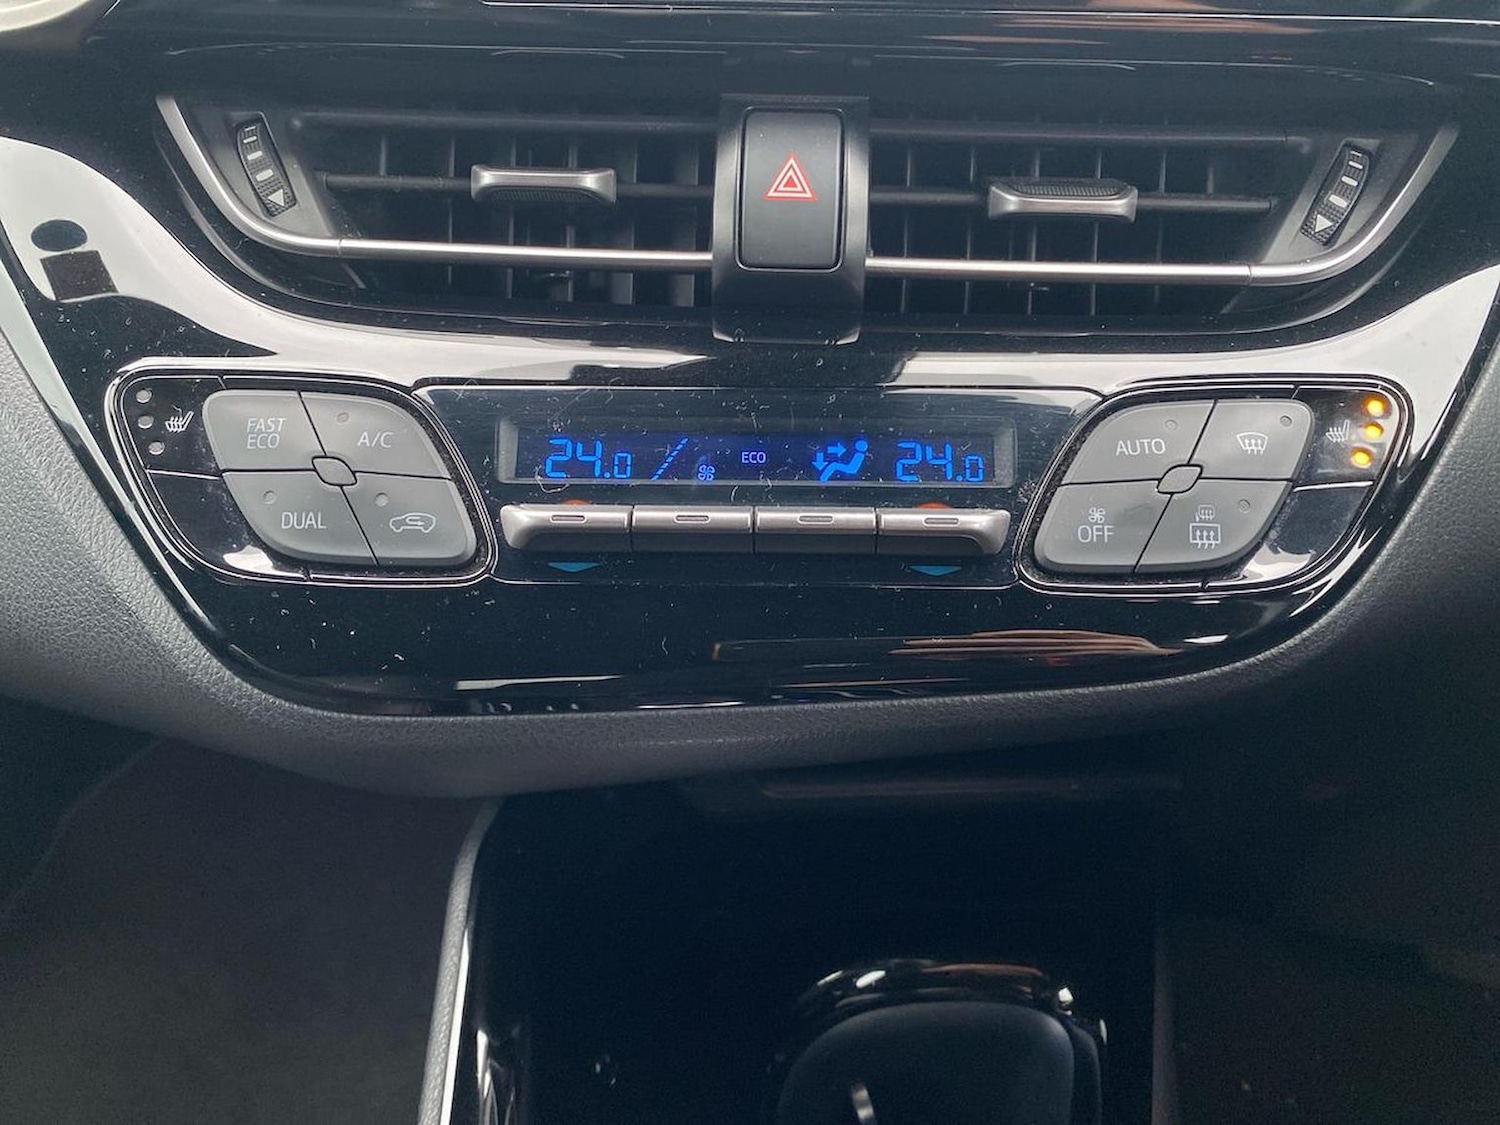 FAST
ECO
A/C
DUAL
24.0
ECO
24.0
AUTO
OFF